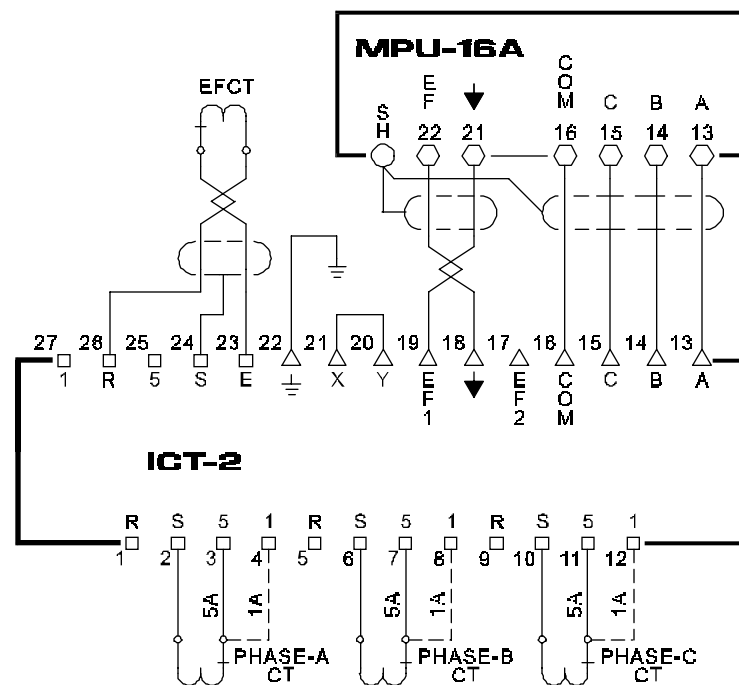 MPU-16A
EFCT
SH
EF
COM
C B A
22 21 16 15 14 13
27 26 25 24 23 22 21 20 19 18 17 16 15 14 13
1 R 5 S E X Y EF1 EF2 COM C B A
ICT-2
R S 5 1 R S 5 1 R S 5 1
1 2 3 4 5 6 7 8 9 10 11 12
5A 1A 5A 1A 5A 1A
PHASE-A CT
PHASE-B CT
PHASE-C CT